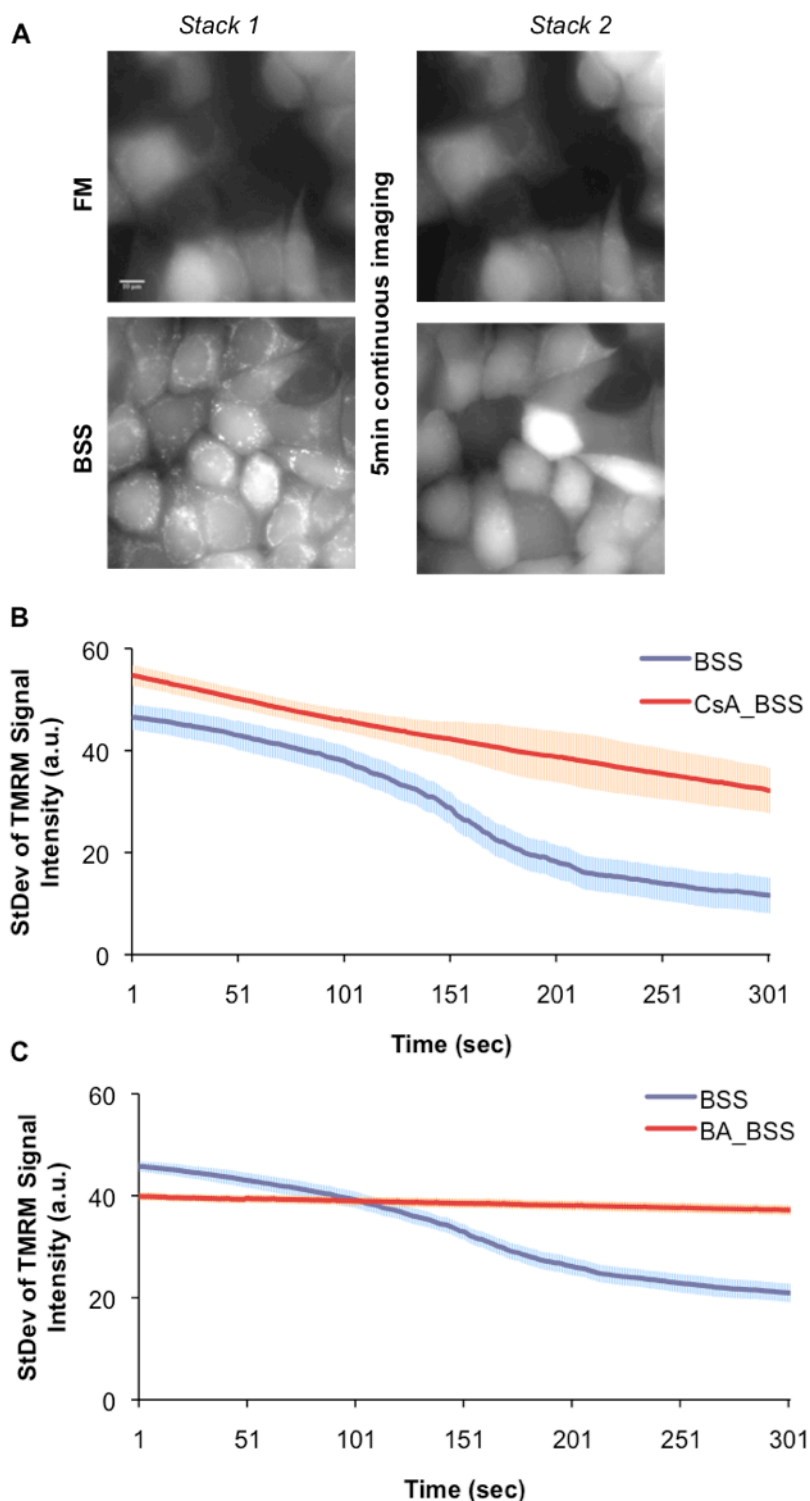 A
Stack 1
Stack 2
FM
10 µm
5min continuous imaging
BSS
B
StDev of TMRM Signal
Intensity (a.u.)
60
40
20
0
BSS
CsA_BSS
1 51 101 151 201 251 301
Time (sec)
C
StDev of TMRM Signal
Intensity (a.u.)
60
40
20
0
BSS
BA_BSS
1 51 101 151 201 251 301
Time (sec)